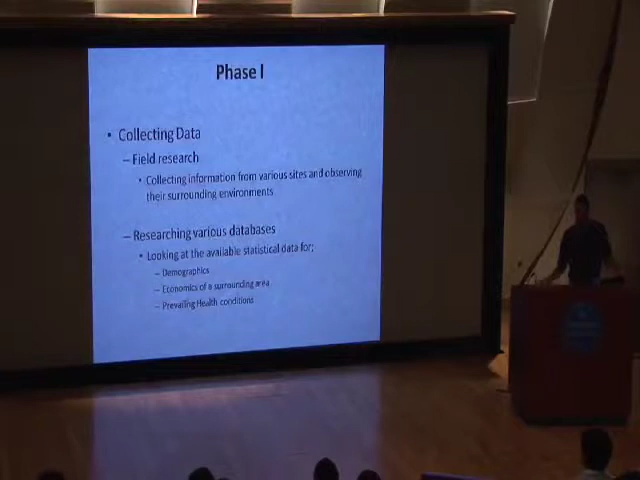 Phase I
• Collecting Data
– Field research
• Collecting information from various sites and observing
their surrounding environments
– Researching various databases
• Looking at the available statistical data for;
– Demographics
– Economics of a surrounding area
– Prevailing Health conditions